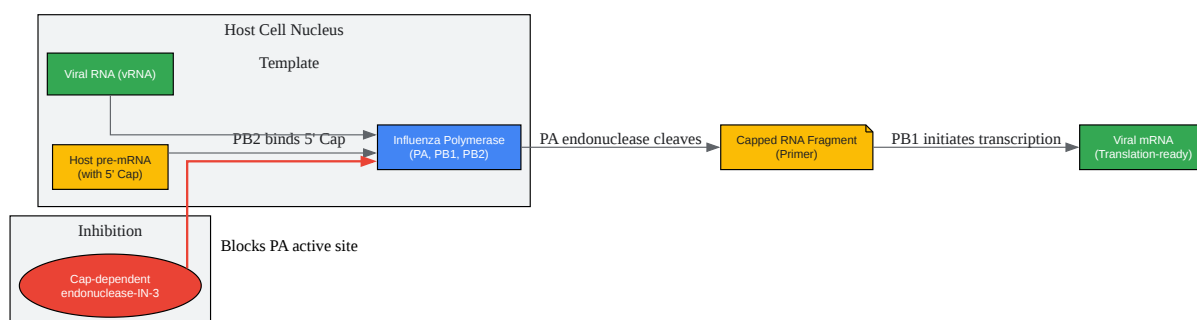 Host Cell Nucleus
Template
Viral RNA (vRNA)
PB2 binds 5' Cap
Host pre-mRNA
(with 5' Cap)
Influenza Polymerase
(PA, PB1, PB2)
PA endonuclease cleaves
Capped RNA Fragment
(Primer)
PB1 initiates transcription
Viral mRNA
(Translation-ready)
Inhibition
Blocks PA active site
Cap-dependent
endonuclease-IN-3